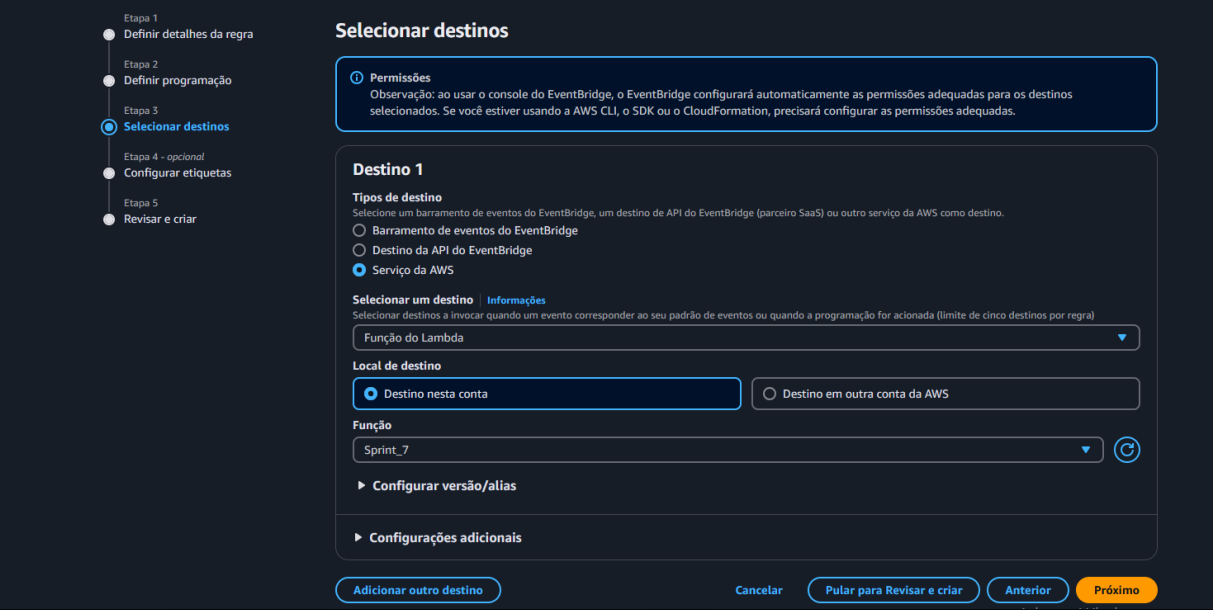 Etapa 1
Definir detalhes da regra
Etapa 2
Definir programação
Etapa 3
Selecionar destinos
Etapa 4 - opcional
Configurar etiquetas
Etapa 5
Revisar e criar
Selecionar destinos
Permissões
Observação: ao usar o console do EventBridge, o EventBridge configurará automaticamente as permissões adequadas para os destinos
selecionados. Se você estiver usando a AWS CLI, o SDK ou o CloudFormation, precisará configurar as permissões adequadas.
Destino 1
Tipos de destino
Selecione um barramento de eventos do EventBridge, um destino de API do EventBridge (parceiro SaaS) ou outro serviço da AWS como destino.
Barramento de eventos do EventBridge
Destino da API do EventBridge
Serviço da AWS
Selecionar um destino Informações
Selecionar destinos a invocar quando um evento corresponder ao seu padrão de eventos ou quando a programação for acionada (limite de cinco destinos por regra)
Função do Lambda
Local de destino
Destino nesta conta Destino em outra conta da AWS
Função
Sprint_7
Configurar versão/alias
Configurações adicionais
Adicionar outro destino Cancelar Pular para Revisar e criar Anterior Próximo